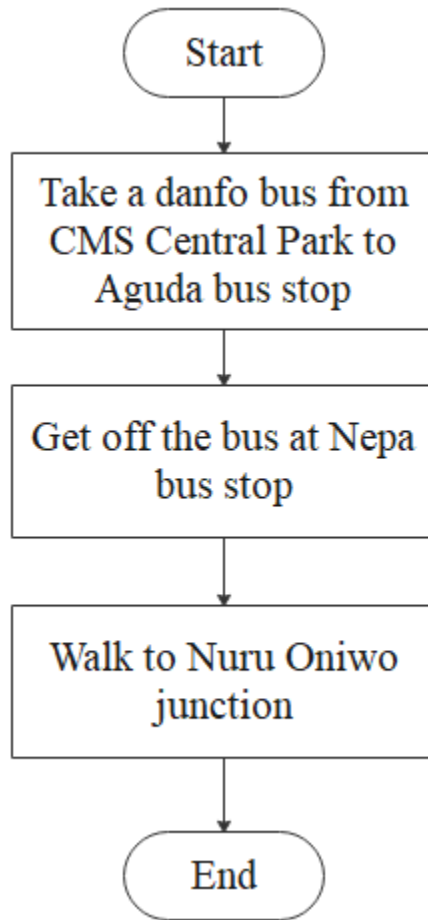 Start
Take a danfo bus from
CMS Central Park to
Aguda bus stop
Get off the bus at Nepa
bus stop
Walk to Nuru Oniwo
junction
End